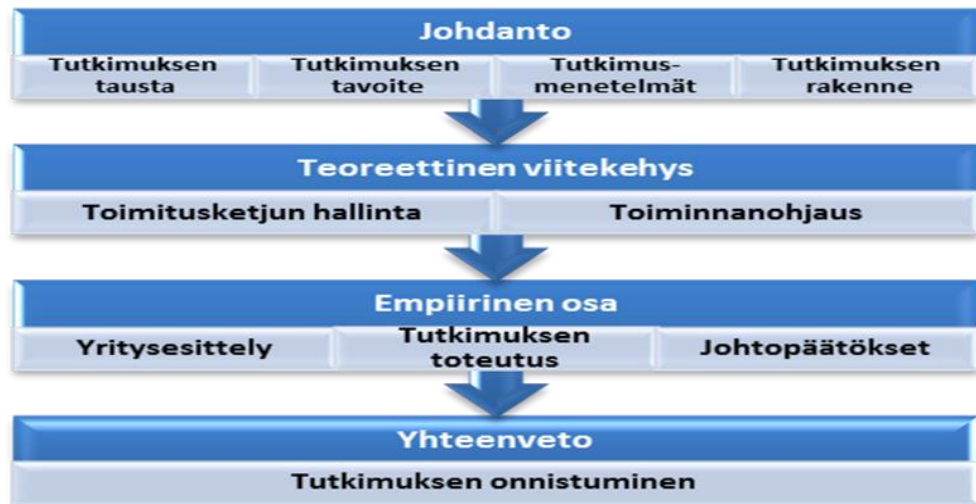 Johdanto
Tutkimuksen Tutkimuksen Tutkimus- Tutkimuksen
tausta tavoite menetelmät rakenne
Teoreettinen viitekehys
Toimitusketjun hallinta Toiminnanohjaus
Empiirinen osa
Yritysesittely Tutkimuksen toteutus Johtopäätökset
Yhteenveto
Tutkimuksen onnistuminen